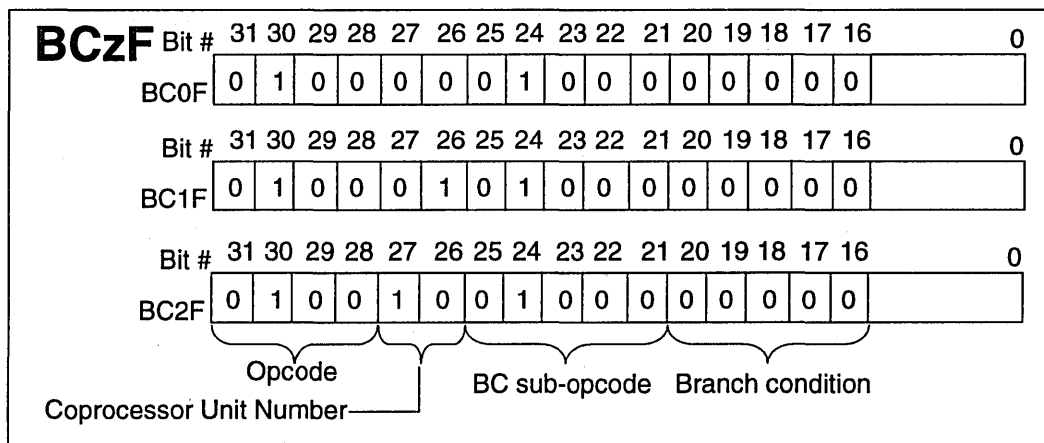 BCzF Bit # 31 30 29 28 27 26 25 24 23 22 21 20 19 18 17 16 0
BC0F 0 1 0 0 0 0 0 1 0 0 0 0 0 0 0 0
Bit # 31 30 29 28 27 26 25 24 23 22 21 20 19 18 17 16 0
BC1F 0 1 0 0 0 1 0 1 0 0 0 0 0 0 0 0
Bit # 31 30 29 28 27 26 25 24 23 22 21 20 19 18 17 16 0
BC2F 0 1 0 0 1 0 0 1 0 0 0 0 0 0 0 0
Opcode BC sub-opcode Branch condition
Coprocessor Unit Number